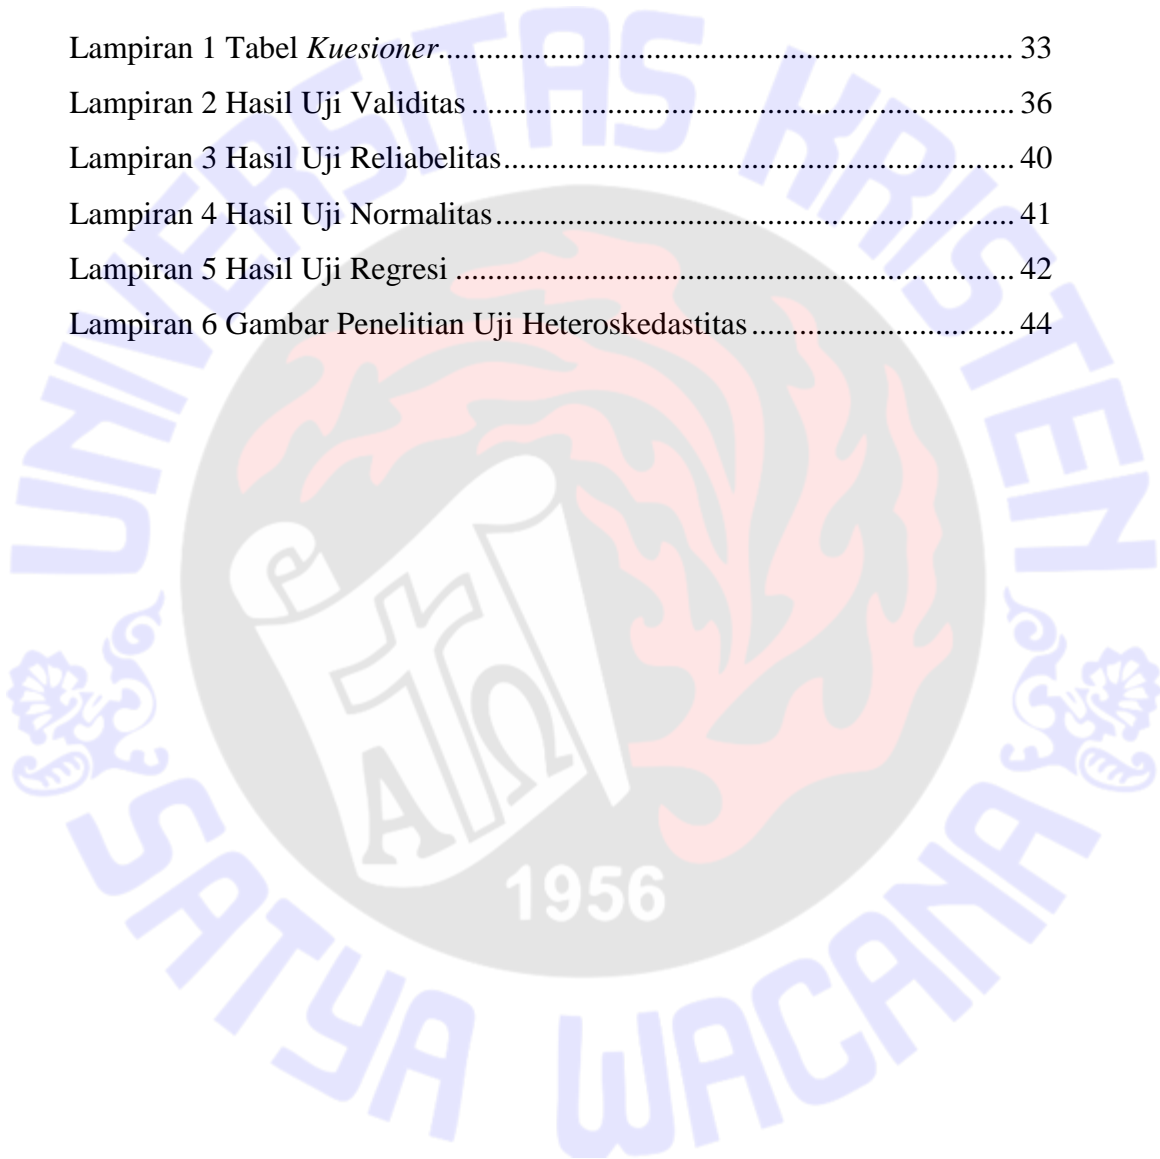 Lampiran 1 Tabel Kuesioner......................................................................... 33
Lampiran 2 Hasil Uji Validitas ..................................................................... 36
Lampiran 3 Hasil Uji Reliabelitas................................................................. 40
Lampiran 4 Hasil Uji Normalitas .................................................................. 41
Lampiran 5 Hasil Uji Regresi ....................................................................... 42
Lampiran 6 Gambar Penelitian Uji Heteroskedastitas ................................. 44
UNIVERSITAS KRISTEN
ΑΩ
1956
SATYA WACANA